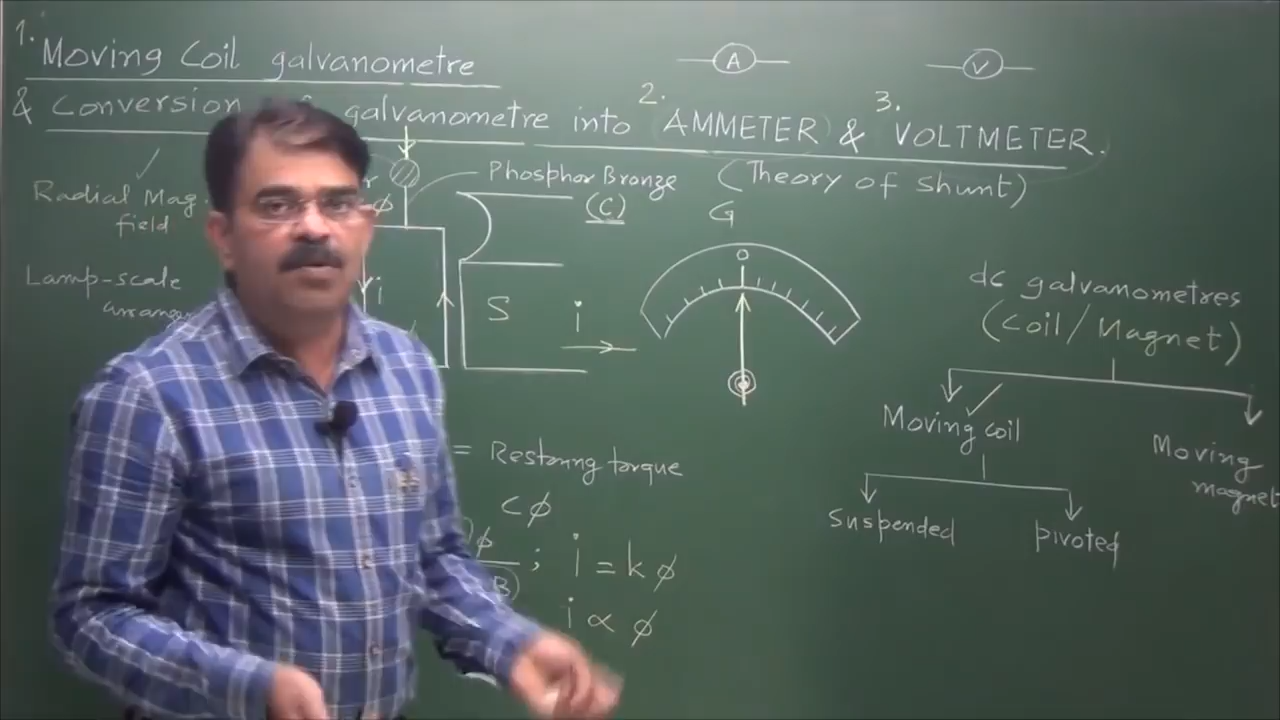 1.
Moving Coil galvanometre
& Conversion galvanometre into 2. AMMETER & 3. VOLTMETER.
(Theory of shunt)
A
V
Radial Mag.
field
Lamp-scale
Phosphor Bronze
(C)
ϕ
i
S
i
G
0
dc galvanometres
(Coil/Magnet)
Moving coil
Moving
magnet
Suspended
pivoted
= Restoring torque
cϕ
ϕ
B
; i = kϕ
i ∝ ϕ